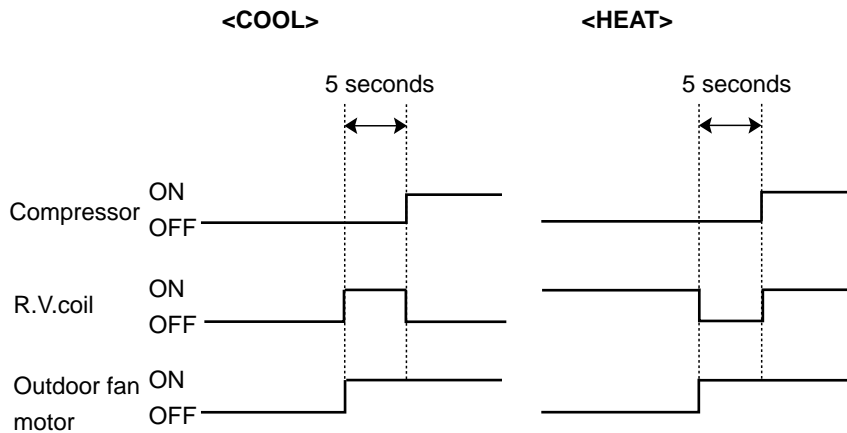 <COOL> <HEAT>
5 seconds 5 seconds
ON
Compressor
OFF
ON
R.V.coil
OFF
Outdoor fan ON
motor OFF